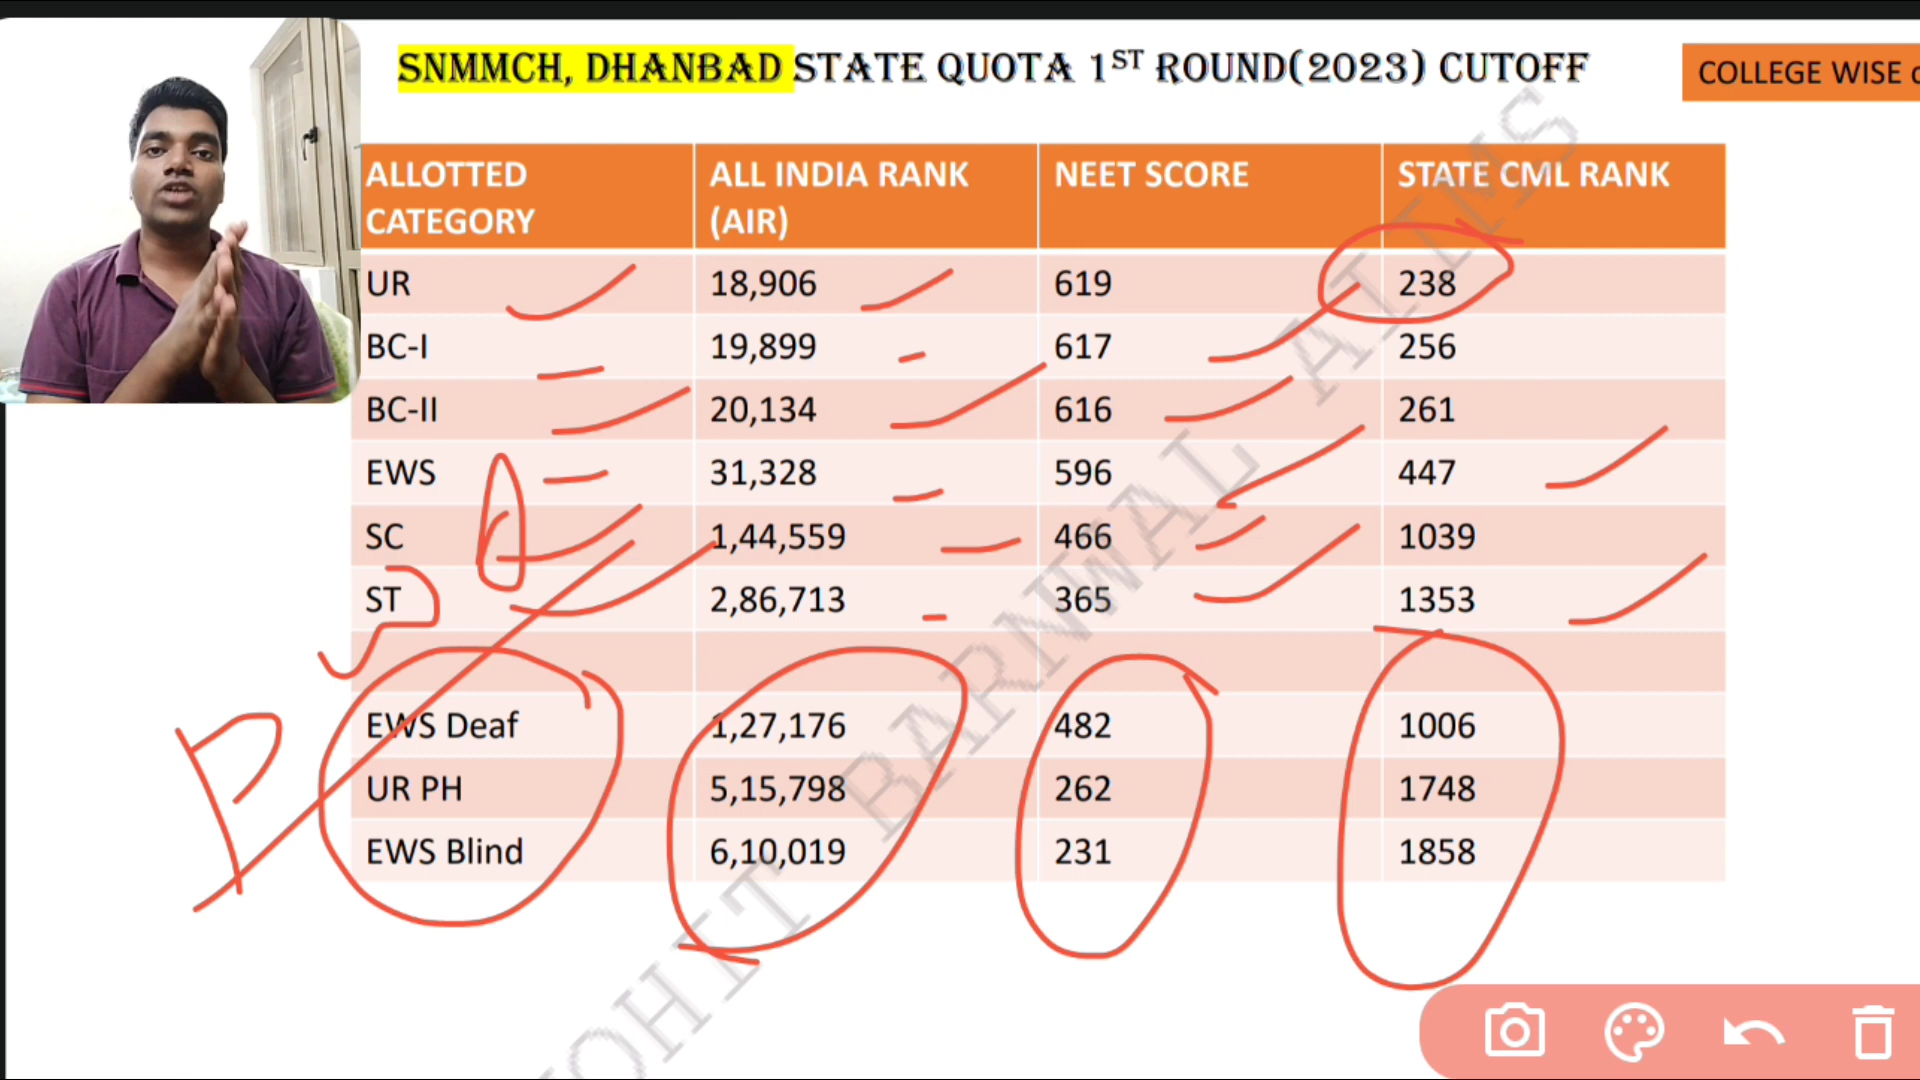 SNMMCH, DHANBAD STATE QUOTA 1ST ROUND(2023) CUTOFF
COLLEGE WISE
ALLOTTED CATEGORY ALL INDIA RANK (AIR) NEET SCORE STATE CML RANK
UR 18,906 619 238
BC-I 19,899 617 256
BC-II 20,134 616 261
EWS 31,328 596 447
SC 1,44,559 466 1039
ST 2,86,713 365 1353
EWS Deaf 1,27,176 482 1006
UR PH 5,15,798 262 1748
EWS Blind 6,10,019 231 1858
OHIT BARNWAL AIIMS